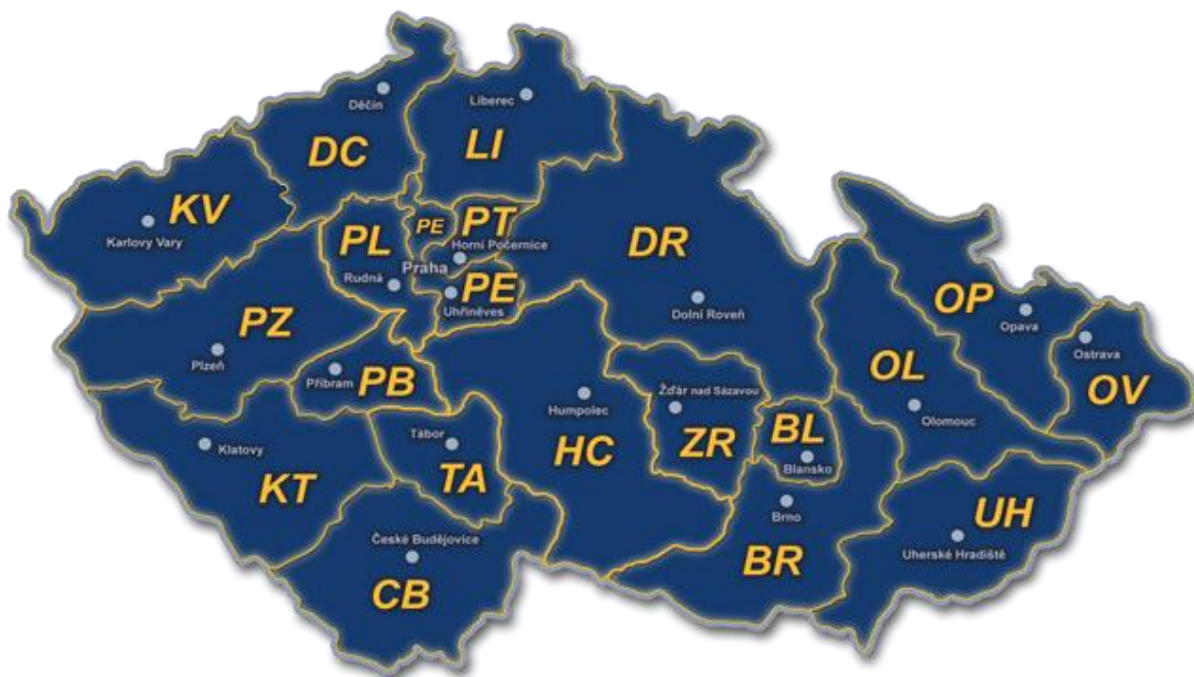 Děčín
Liberec
DC
LI
KV
Karlovy Vary
PE
PT
Horní Počernice
PL
Praha
Rudná
PE
Uhříněves
DR
Dolní Roveň
PZ
Plzeň
OP
Opava
Ostrava
OV
OL
Olomouc
Příbram
PB
Humpolec
HC
Žďár nad Sázavou
ZR
BL
Blansko
Klatovy
KT
Tábor
TA
Brno
BR
UH
Uherské Hradiště
České Budějovice
CB